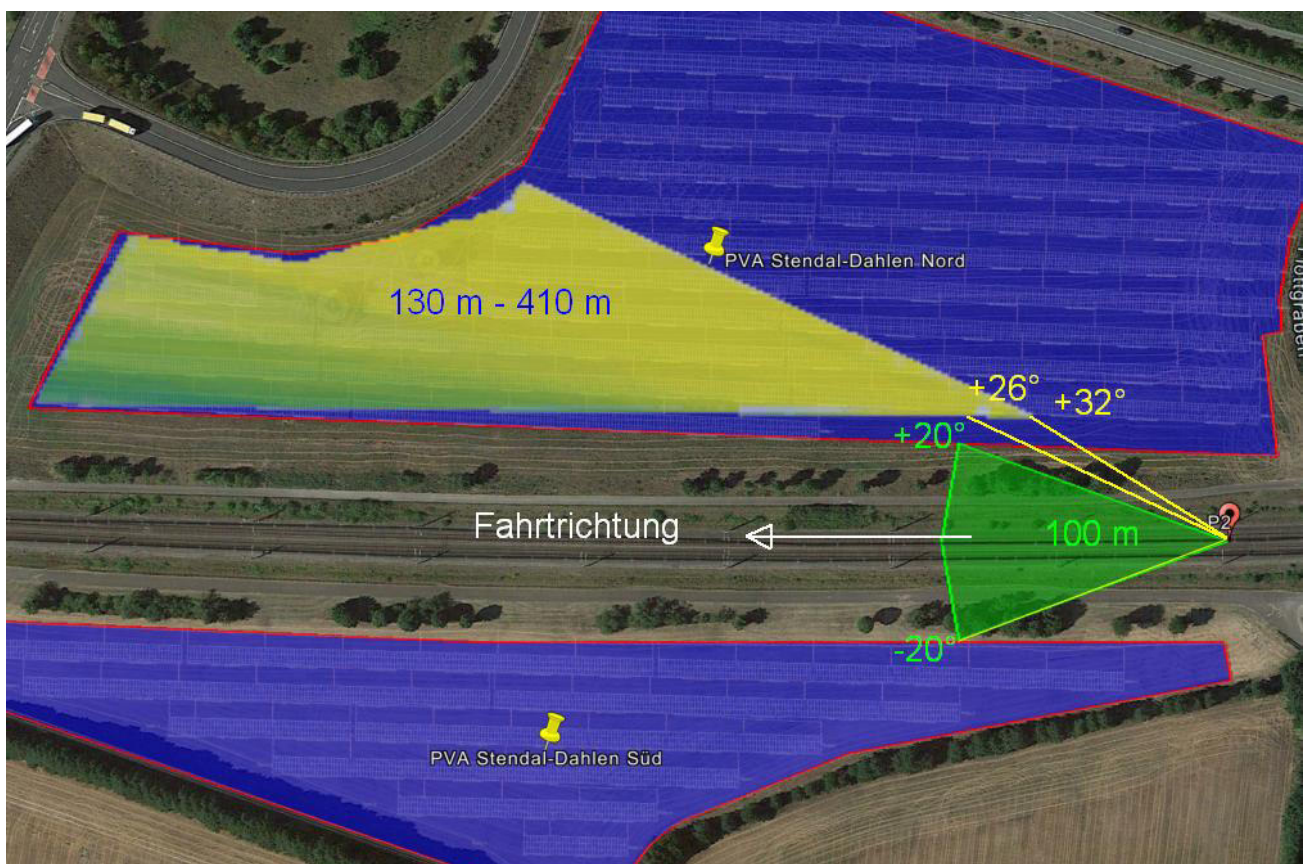 PVA Stendal-Dahlen Nord
130 m - 410 m
+26°
+32°
+20°
Fahrtrichtung
100 m
P2
-20°
PVA Stendal-Dahlen Süd